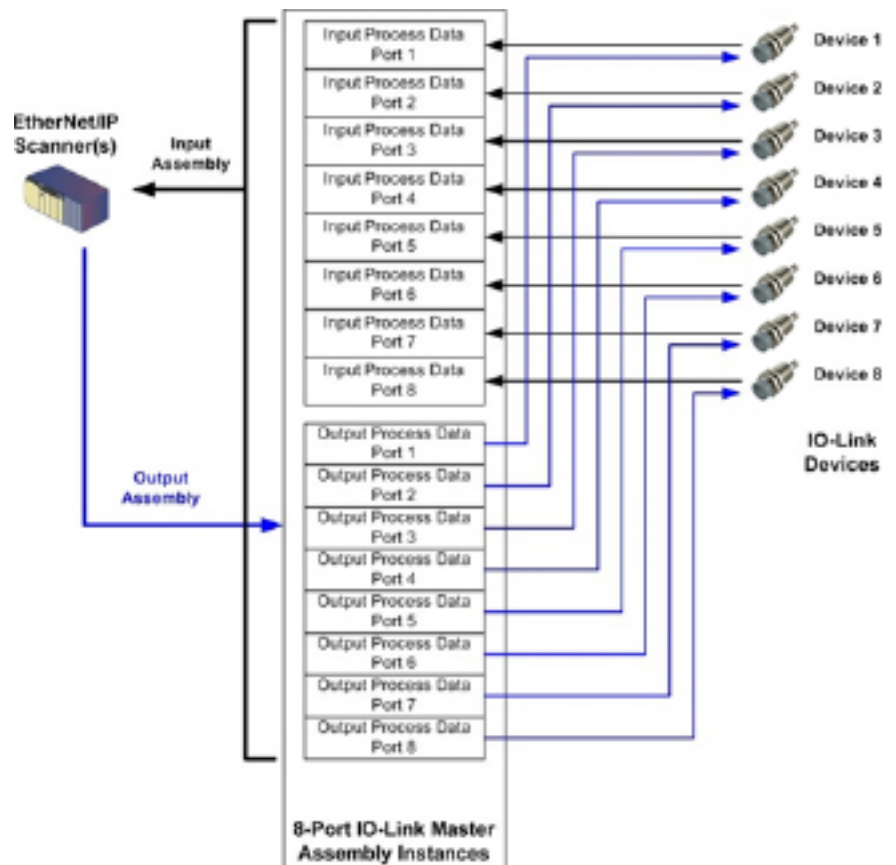 EtherNet/IP
Scanner(s)
Input
Assembly
Output
Assembly
Input Process Data
Port 1
Input Process Data
Port 2
Input Process Data
Port 3
Input Process Data
Port 4
Input Process Data
Port 5
Input Process Data
Port 6
Input Process Data
Port 7
Input Process Data
Port 8
Output Process Data
Port 1
Output Process Data
Port 2
Output Process Data
Port 3
Output Process Data
Port 4
Output Process Data
Port 5
Output Process Data
Port 6
Output Process Data
Port 7
Output Process Data
Port 8
8-Port IO-Link Master
Assembly Instances
Device 1
Device 2
Device 3
Device 4
Device 5
Device 6
Device 7
Device 8
IO-Link
Devices